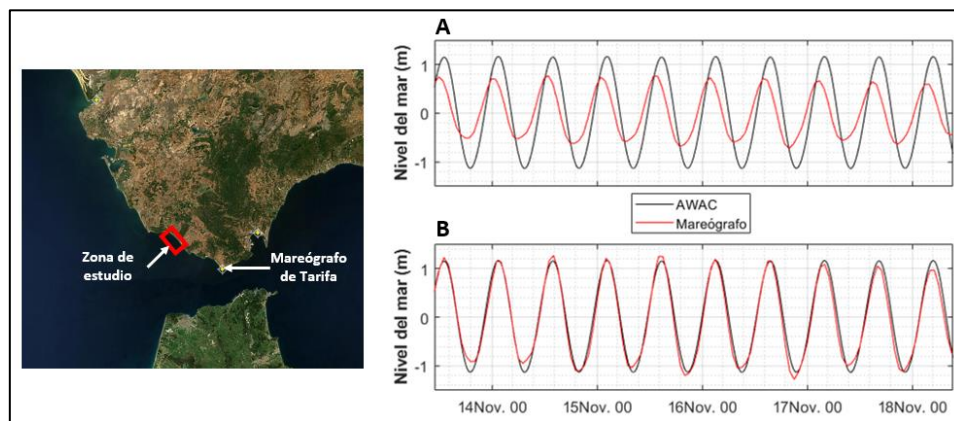 Zona de
estudio
Mareógrafo
de Tarifa
A
Nivel del mar (m)
1
0
-1
AWAC
Mareógrafo
B
Nivel del mar (m)
1
0
-1
14Nov. 00
15Nov. 00
16Nov. 00
17Nov. 00
18Nov. 00